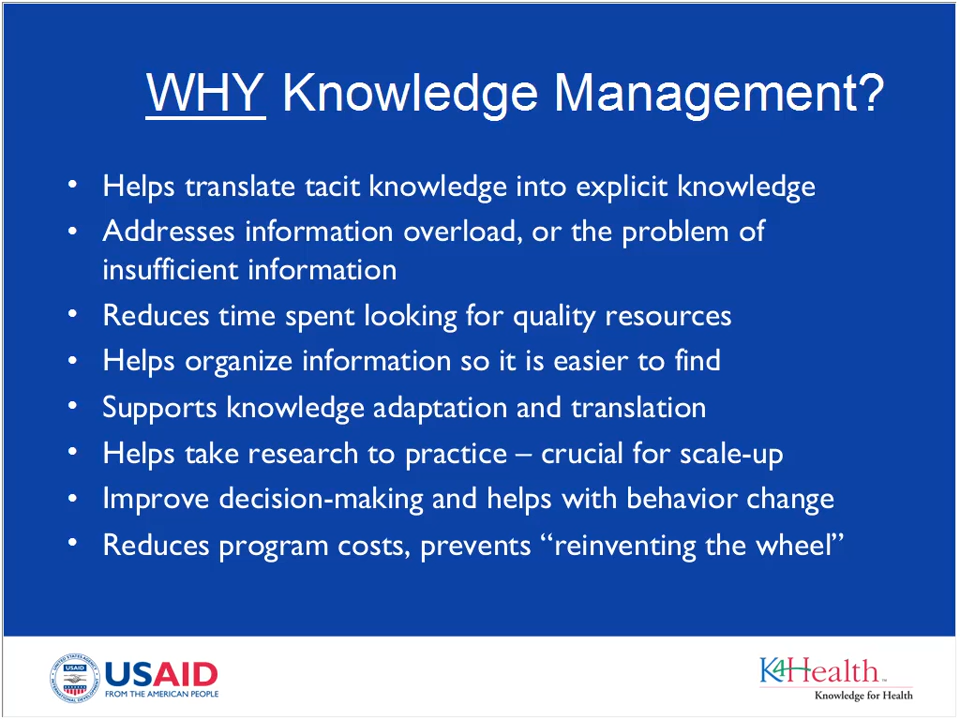 WHY Knowledge Management?
• Helps translate tacit knowledge into explicit knowledge
• Addresses information overload, or the problem of
insufficient information
• Reduces time spent looking for quality resources
• Helps organize information so it is easier to find
• Supports knowledge adaptation and translation
• Helps take research to practice – crucial for scale-up
• Improve decision-making and helps with behavior change
• Reduces program costs, prevents “reinventing the wheel”
USAID
FROM THE AMERICAN PEOPLE
K4Health™
Knowledge for Health